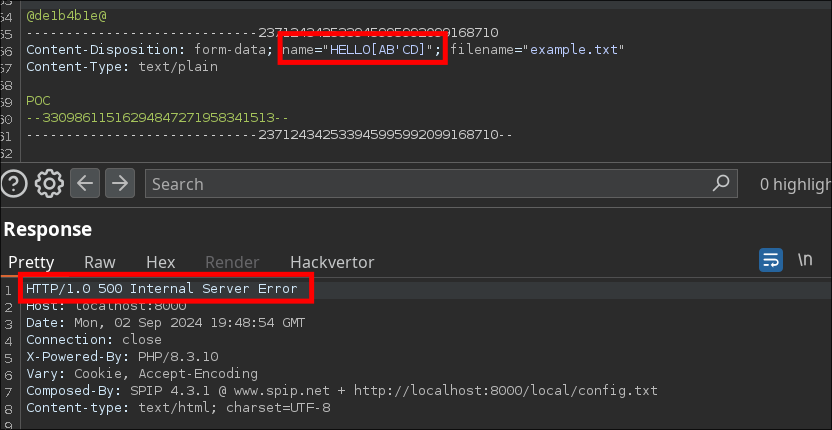 54 @de1b4b1e@
55 -----------------------------237124342533945995992099168710
56 Content-Disposition: form-data; name="HELLO[AB'CD]"; filename="example.txt"
57 Content-Type: text/plain
58
59 POC
60 --33098611516294847271958341513--
61 -----------------------------237124342533945995992099168710--
62
Search
0 highligh
Response
Pretty Raw Hex Render Hackvertor
\n
1 HTTP/1.0 500 Internal Server Error
2 Host: localhost:8000
3 Date: Mon, 02 Sep 2024 19:48:54 GMT
4 Connection: close
5 X-Powered-By: PHP/8.3.10
6 Vary: Cookie, Accept-Encoding
7 Composed-By: SPIP 4.3.1 @ www.spip.net + http://localhost:8000/local/config.txt
8 Content-type: text/html; charset=UTF-8
9